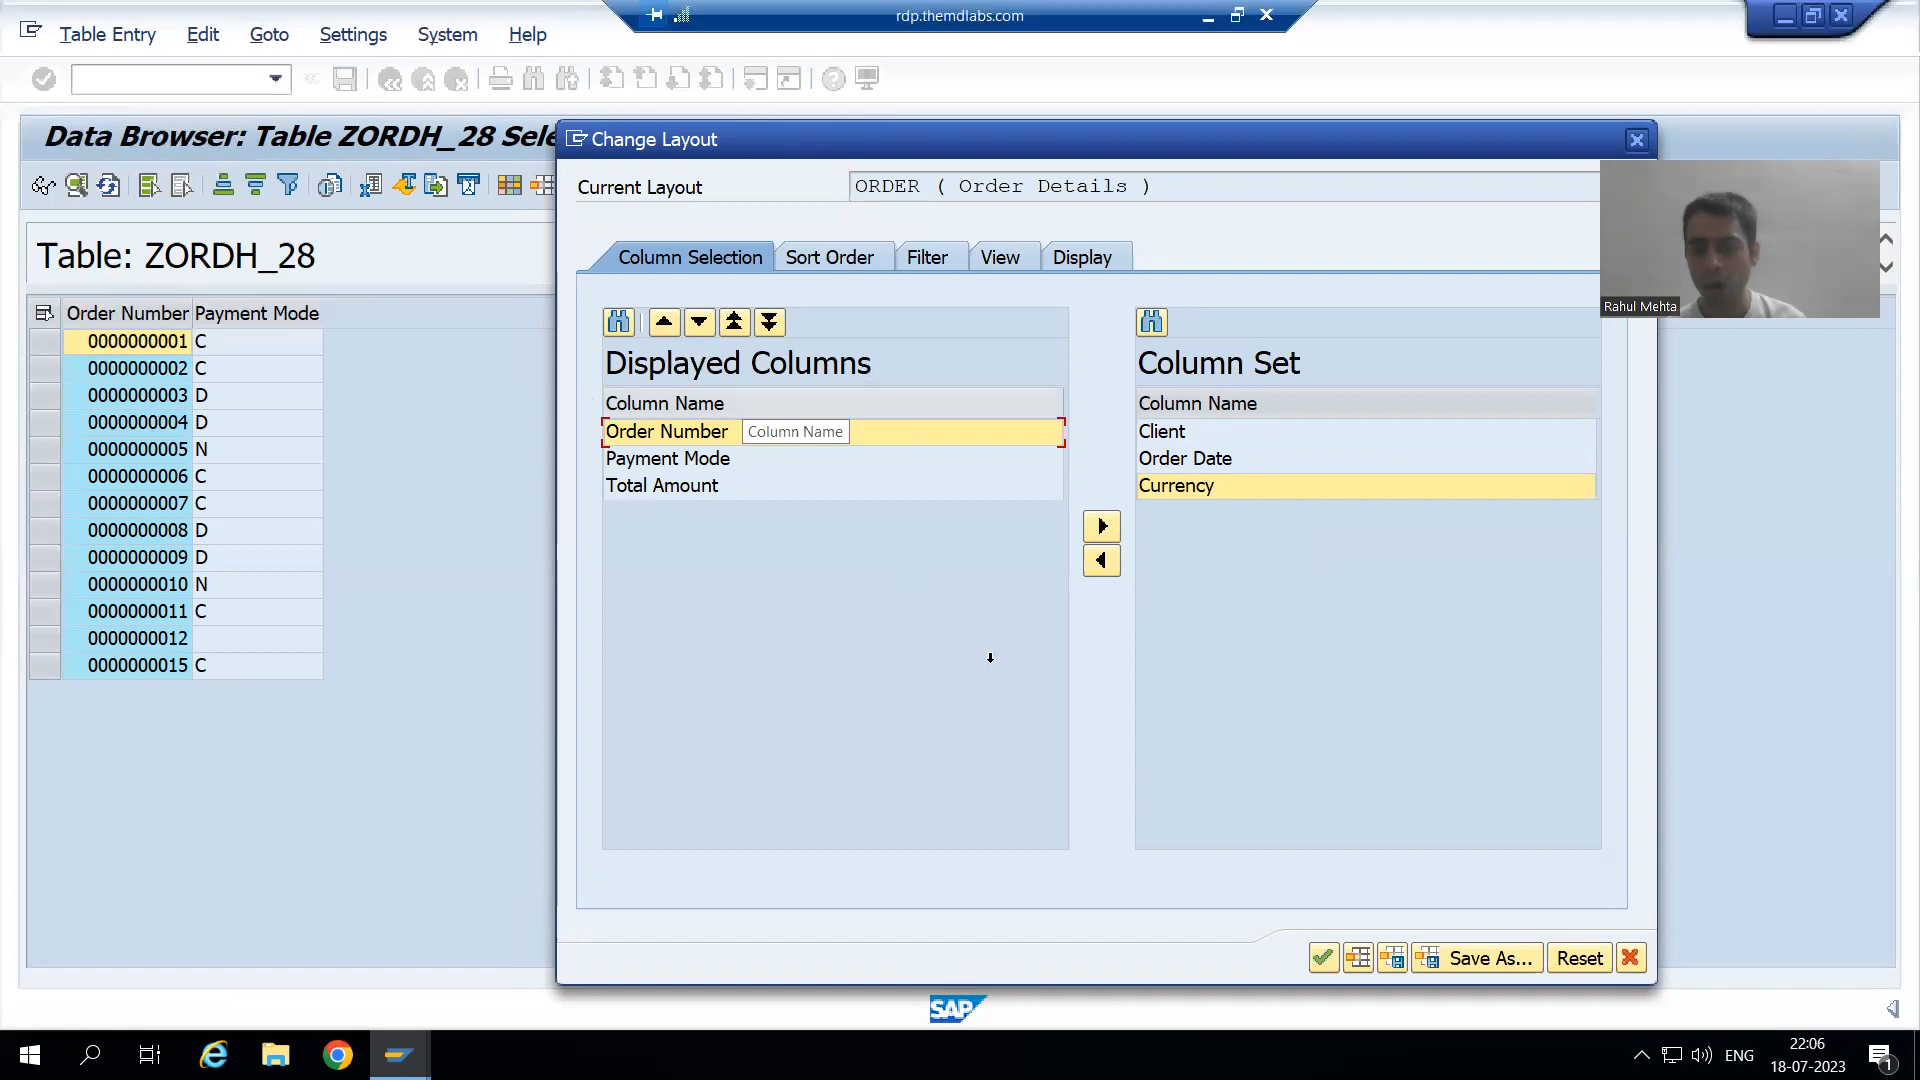 rdp.themdlabs.com
Table Entry Edit Goto Settings System Help
Data Browser: Table ZORDH_28 Sele
Table: ZORDH_28
Order Number Payment Mode
0000000001 C
0000000002 C
0000000003 D
0000000004 D
0000000005 N
0000000006 C
0000000007 C
0000000008 D
0000000009 D
0000000010 N
0000000011 C
0000000012
0000000015 C
Change Layout
Current Layout ORDER ( Order Details )
Column Selection Sort Order Filter View Display
Displayed Columns
Column Name
Order Number Column Name
Payment Mode
Total Amount
Column Set
Column Name
Client
Order Date
Currency
Save As... Reset
Rahul Mehta
SAP
ENG
22:06
18-07-2023
1